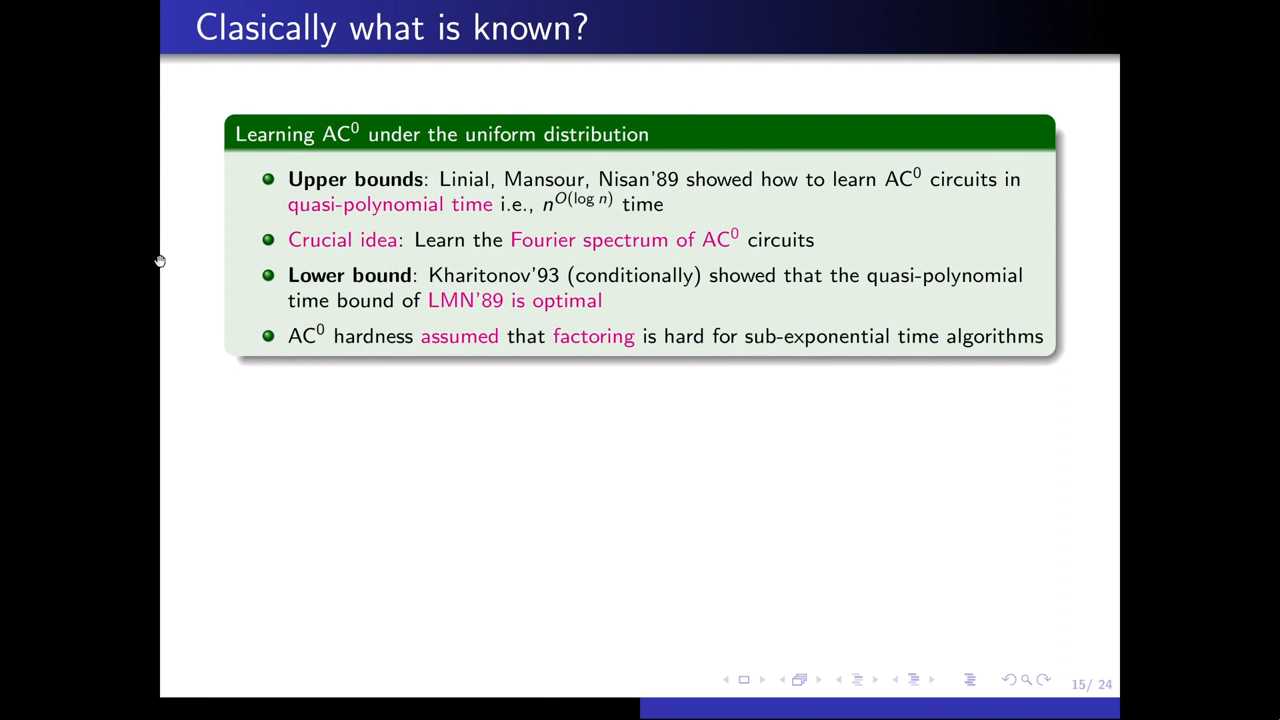 Clasically what is known?
Learning AC⁰ under the uniform distribution
Upper bounds: Linial, Mansour, Nisan'89 showed how to learn AC⁰ circuits in
quasi-polynomial time i.e., n^{O(log n)} time
Crucial idea: Learn the Fourier spectrum of AC⁰ circuits
Lower bound: Kharitonov'93 (conditionally) showed that the quasi-polynomial
time bound of LMN'89 is optimal
AC⁰ hardness assumed that factoring is hard for sub-exponential time algorithms
15/ 24